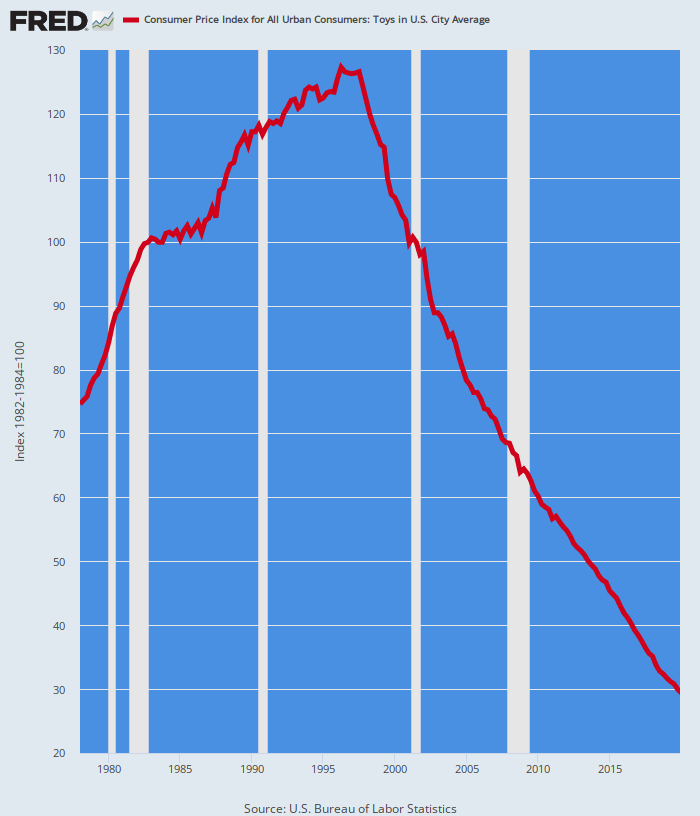 FRED
Consumer Price Index for All Urban Consumers: Toys in U.S. City Average
130
120
110
100
90
80
70
60
50
40
30
20
Index 1982-1984=100
1980 1985 1990 1995 2000 2005 2010 2015
Source: U.S. Bureau of Labor Statistics